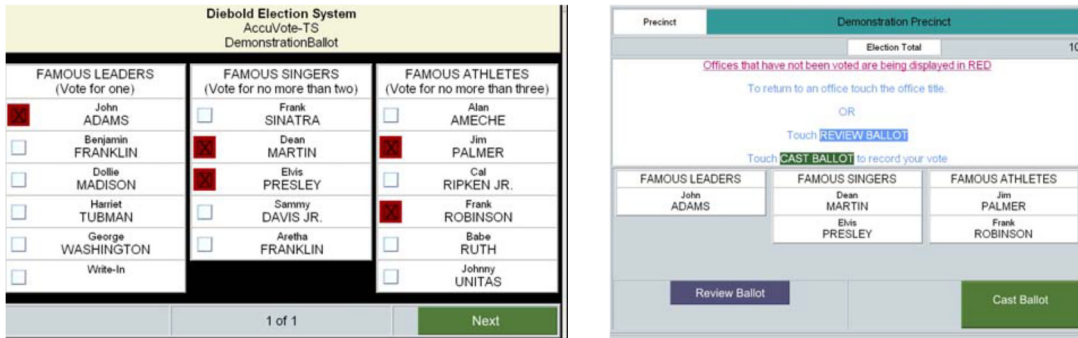 Diebold Election System
AccuVote-TS
DemonstrationBallot
FAMOUS LEADERS
(Vote for one)
John
ADAMS
Benjamin
FRANKLIN
Dollie
MADISON
Harriet
TUBMAN
George
WASHINGTON
Write-In
FAMOUS SINGERS
(Vote for no more than two)
Frank
SINATRA
Dean
MARTIN
Elvis
PRESLEY
Sammy
DAVIS JR.
Aretha
FRANKLIN
FAMOUS ATHLETES
(Vote for no more than three)
Alan
AMECHE
Jim
PALMER
Cal
RIPKEN JR.
Frank
ROBINSON
Babe
RUTH
Johnny
UNITAS
1 of 1
Next
Precinct
Demonstration Precinct
Election Total
10
Offices that have not been voted are being displayed in RED
To return to an office touch the office title.
OR
Touch REVIEW BALLOT
Touch CAST BALLOT to record your vote
FAMOUS LEADERS
John
ADAMS
FAMOUS SINGERS
Dean
MARTIN
Elvis
PRESLEY
FAMOUS ATHLETES
Jim
PALMER
Frank
ROBINSON
Review Ballot
Cast Ballot